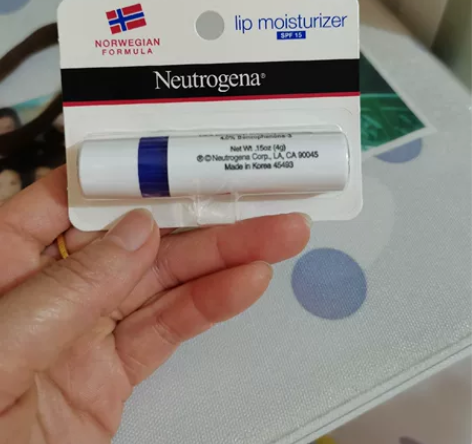 NORWEGIAN
FORMULA
lip moisturizer
SPF 15
Neutrogena®
Net Wt .15oz (4g)
®©Neutrogena Corp., LA, CA 90045
Made in Korea 45493